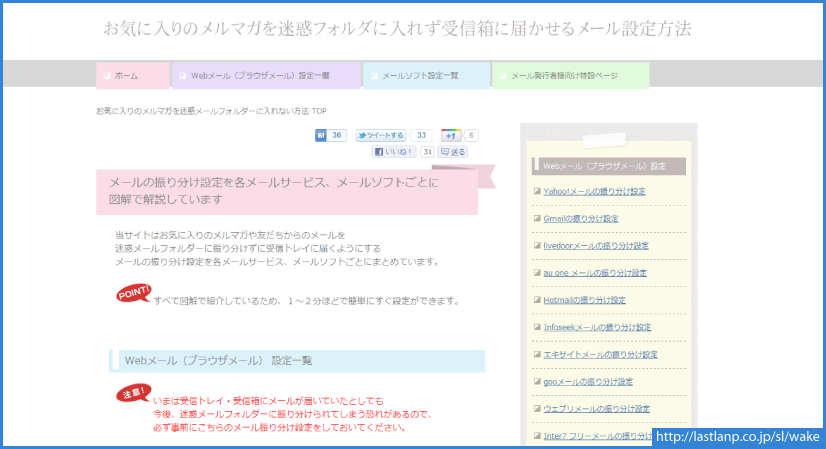 お気に入りのメルマガを迷惑フォルダに入れず受信箱に届かせるメール設定方法
ホーム
Webメール（ブラウザメール）設定一覧
メールソフト設定一覧
メール発行者様向け特設ページ
お気に入りのメルマガを迷惑メールフォルダーに入れない方法 TOP
B! 36
ツイートする 33
+1 6
いいね！ 31
送る
メールの振り分け設定を各メールサービス、メールソフトごとに
図解で解説しています
当サイトはお気に入りのメルマガや友だちからのメールを
迷惑メールフォルダーに振り分けずに受信トレイに届くようにする
メールの振り分け設定を各メールサービス、メールソフトごとにまとめています。
POINT!
すべて図解で紹介しているため、１～２分ほどで簡単にすぐ設定ができます。
Webメール（ブラウザメール） 設定一覧
注意！
いまは受信トレイ・受信箱にメールが届いていたとしても
今後、迷惑メールフォルダーに振り分けられてしまう恐れがあるので、
必ず事前にこちらのメール振り分け設定をしておいてください。
Webメール（ブラウザメール）設定
Yahoo!メールの振り分け設定
Gmailの振り分け設定
livedoorメールの振り分け設定
au one メールの振り分け設定
Hotmailの振り分け設定
Infoseekメールの振り分け設定
エキサイトメールの振り分け設定
gooメールの振り分け設定
ウェブリメールの振り分け設定
Inter7 フリーメールの振り分け設定
http://lastlanp.co.jp/sl/wake